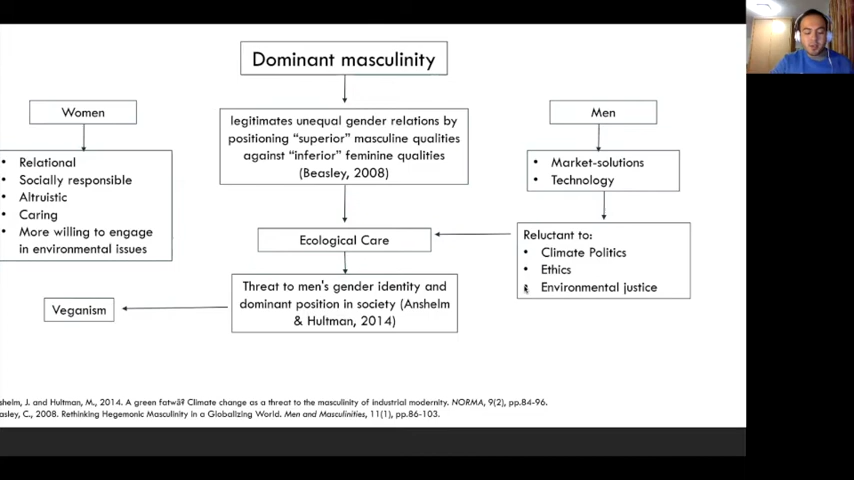 Dominant masculinity
Women
Relational
Socially responsible
Altruistic
Caring
More willing to engage
in environmental issues
legitimates unequal gender relations by
positioning “superior” masculine qualities
against “inferior” feminine qualities
(Beasley, 2008)
Men
Market-solutions
Technology
Reluctant to:
Climate Politics
Ethics
Environmental justice
Ecological Care
Threat to men's gender identity and
dominant position in society (Anshelm
& Hultman, 2014)
Veganism
shelm, J. and Hultman, M., 2014. A green fatwā? Climate change as a threat to the masculinity of industrial modernity. NORMA, 9(2), pp.84-96.
easley, C., 2008. Rethinking Hegemonic Masculinity in a Globalizing World. Men and Masculinities, 11(1), pp.86-103.